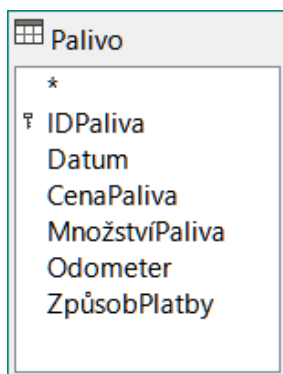 Palivo
*
IDPaliva
Datum
CenaPaliva
MnožstvíPaliva
Odometer
ZpůsobPlatby